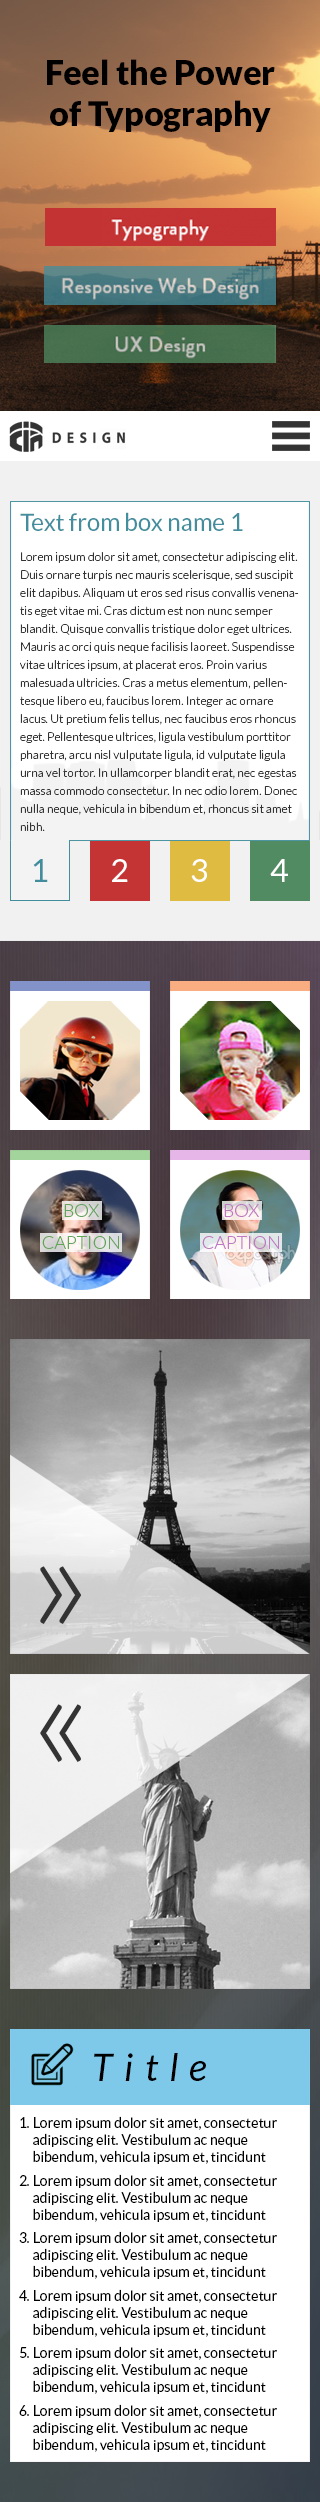 Feel the Power
of Typography
Typography
Responsive Web Design
UX Design
DESIGN
Text from box name 1
Lorem ipsum dolor sit amet, consectetur adipiscing elit.
Duis ornare turpis nec mauris scelerisque, sed suscipit
elit dapibus. Aliquam ut eros sed risus convallis venena-
tis eget vitae mi. Cras dictum est non nunc semper
blandit. Quisque convallis tristique dolor eget ultrices.
Mauris ac orci quis neque facilisis laoreet. Suspendisse
vitae ultrices ipsum, at placerat eros. Proin varius
malesuada ultricies. Cras a metus elementum, pellen-
tesque libero eu, faucibus lorem. Integer ac ornare
lacus. Ut pretium felis tellus, nec faucibus eros rhoncus
eget. Pellentesque ultrices, ligula vestibulum porttitor
pharetra, arcu nisl vulputate ligula, id vulputate ligula
urna vel tortor. In ullamcorper blandit erat, nec egestas
massa commodo consectetur. In nec odio lorem. Donec
nulla neque, vehicula in bibendum et, rhoncus sit amet
nibh.
1 2 3 4
BOX
CAPTION
BOX
CAPTION
Title
1. Lorem ipsum dolor sit amet, consectetur
adipiscing elit. Vestibulum ac neque
bibendum, vehicula ipsum et, tincidunt
2. Lorem ipsum dolor sit amet, consectetur
adipiscing elit. Vestibulum ac neque
bibendum, vehicula ipsum et, tincidunt
3. Lorem ipsum dolor sit amet, consectetur
adipiscing elit. Vestibulum ac neque
bibendum, vehicula ipsum et, tincidunt
4. Lorem ipsum dolor sit amet, consectetur
adipiscing elit. Vestibulum ac neque
bibendum, vehicula ipsum et, tincidunt
5. Lorem ipsum dolor sit amet, consectetur
adipiscing elit. Vestibulum ac neque
bibendum, vehicula ipsum et, tincidunt
6. Lorem ipsum dolor sit amet, consectetur
adipiscing elit. Vestibulum ac neque
bibendum, vehicula ipsum et, tincidunt